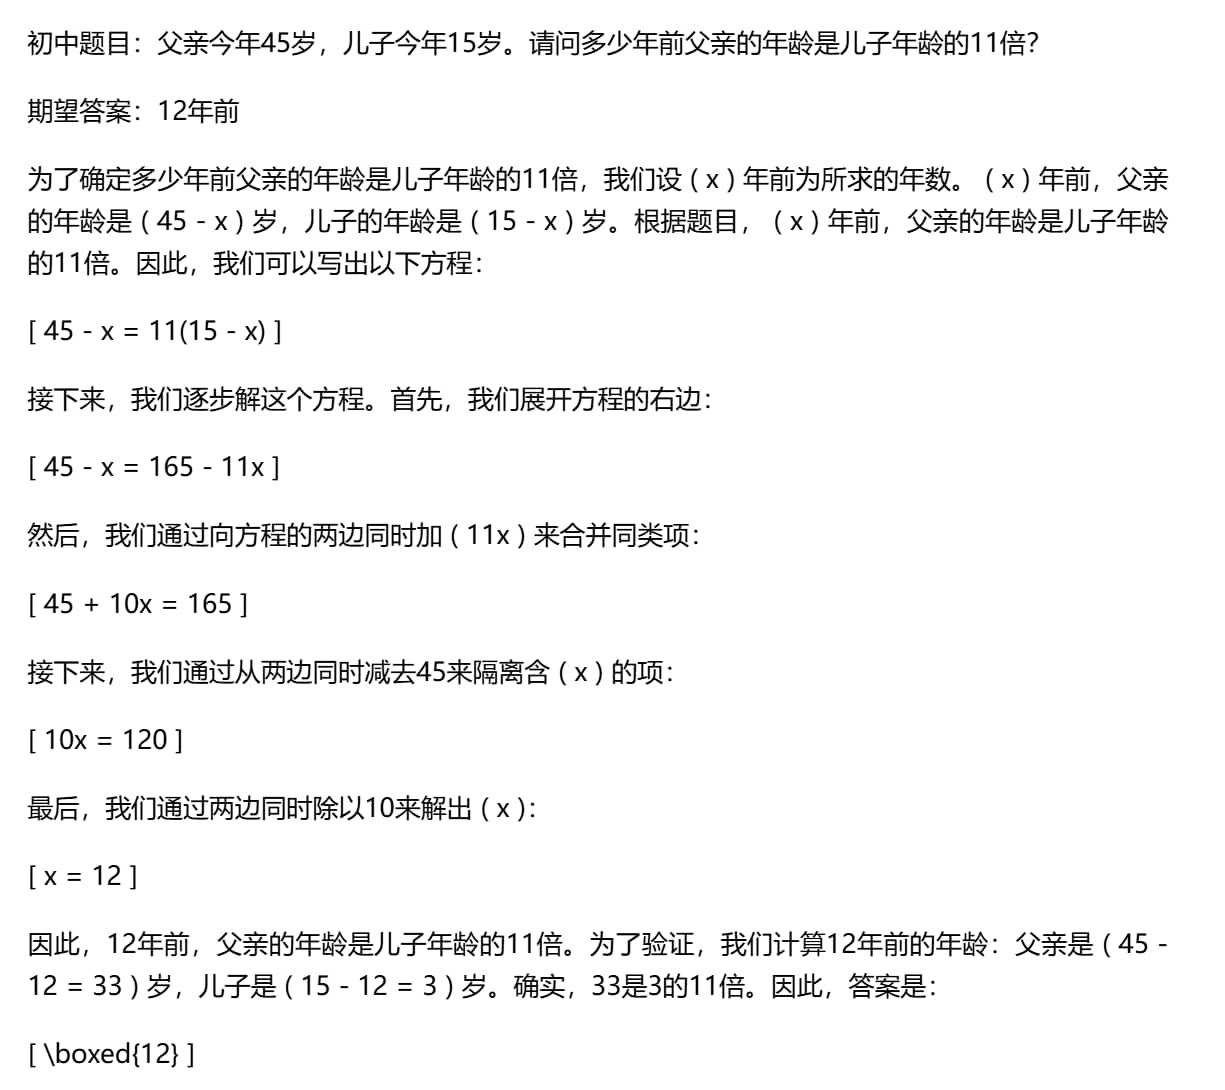 初中题目：父亲今年45岁，儿子今年15岁。请问多少年前父亲的年龄是儿子年龄的11倍？
期望答案：12年前
为了确定多少年前父亲的年龄是儿子年龄的11倍，我们设 ( x ) 年前为所求的年数。 ( x ) 年前，父亲
的年龄是 ( 45 - x ) 岁，儿子的年龄是 ( 15 - x ) 岁。根据题目， ( x ) 年前，父亲的年龄是儿子年龄
的11倍。因此，我们可以写出以下方程：
[ 45 - x = 11(15 - x) ]
接下来，我们逐步解这个方程。首先，我们展开方程的右边：
[ 45 - x = 165 - 11x ]
然后，我们通过向方程的两边同时加 ( 11x ) 来合并同类项：
[ 45 + 10x = 165 ]
接下来，我们通过从两边同时减去45来隔离含 ( x ) 的项：
[ 10x = 120 ]
最后，我们通过两边同时除以10来解出 ( x )：
[ x = 12 ]
因此，12年前，父亲的年龄是儿子年龄的11倍。为了验证，我们计算12年前的年龄：父亲是 ( 45 -
12 = 33 ) 岁，儿子是 ( 15 - 12 = 3 ) 岁。确实，33是3的11倍。因此，答案是：
[ \boxed{12} ]